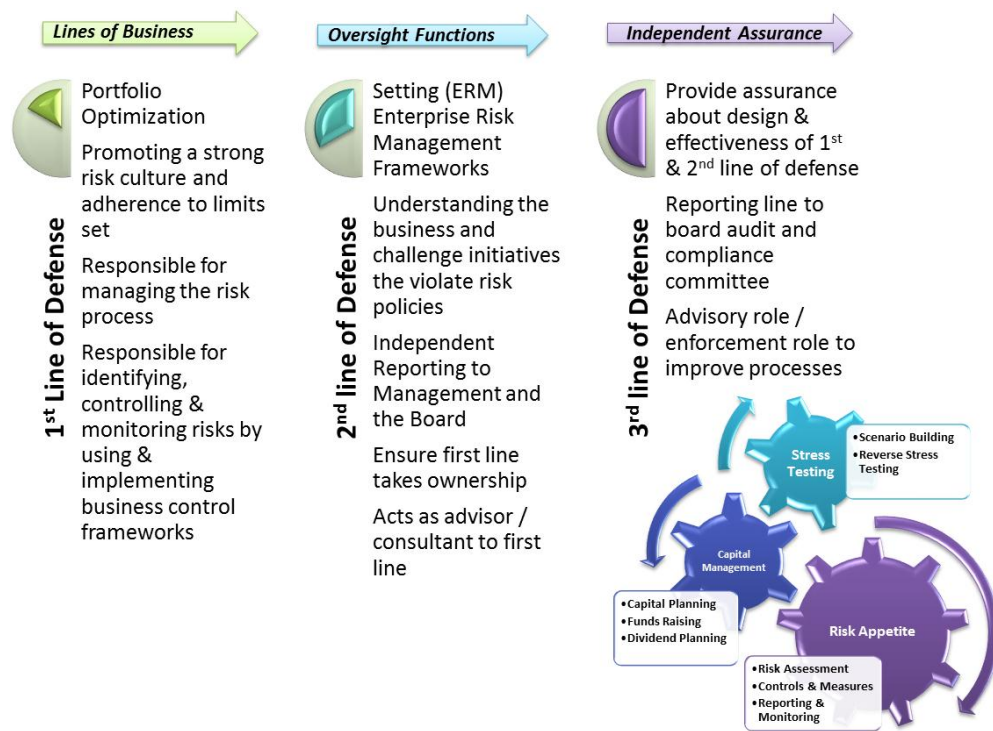 Lines of Business
Oversight Functions
Independent Assurance
1st Line of Defense
Portfolio
Optimization
Promoting a strong
risk culture and
adherence to limits
set
Responsible for
managing the risk
process
Responsible for
identifying,
controlling &
monitoring risks by
using &
implementing
business control
frameworks
2nd line of Defense
Setting (ERM)
Enterprise Risk
Management
Frameworks
Understanding the
business and
challenge initiatives
the violate risk
policies
Independent
Reporting to
Management and
the Board
Ensure first line
takes ownership
Acts as advisor /
consultant to first
line
3rd line of Defense
Provide assurance
about design &
effectiveness of 1st
& 2nd line of defense
Reporting line to
board audit and
compliance
committee
Advisory role /
enforcement role to
improve processes
Stress
Testing
•Scenario Building
•Reverse Stress
Testing
Capital
Management
•Capital Planning
•Funds Raising
•Dividend Planning
Risk Appetite
•Risk Assessment
•Controls & Measures
•Reporting &
Monitoring